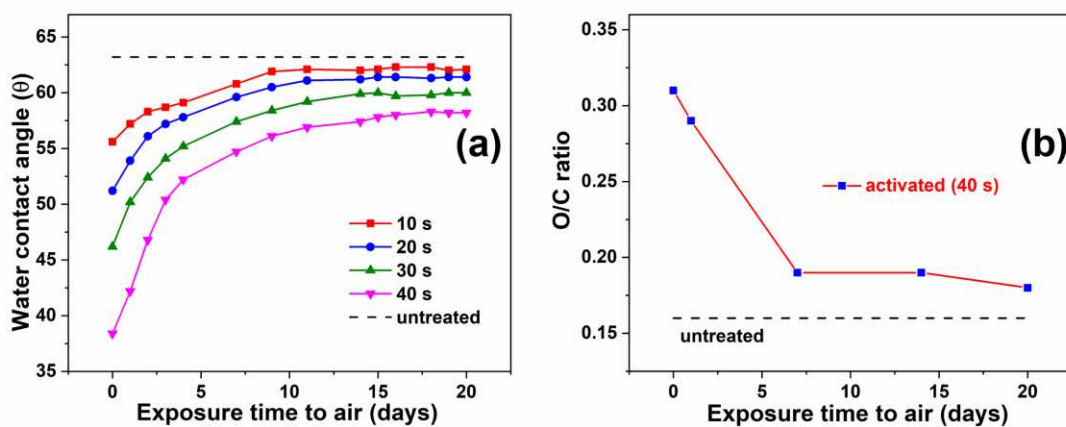 65
60
55
50
45
40
35
Water contact angle (θ)
(a)
10 s
20 s
30 s
40 s
untreated
0
5
10
15
20
Exposure time to air (days)
0.35
0.30
0.25
0.20
0.15
0.10
O/C ratio
(b)
activated (40 s)
untreated
0
5
10
15
20
Exposure time to air (days)